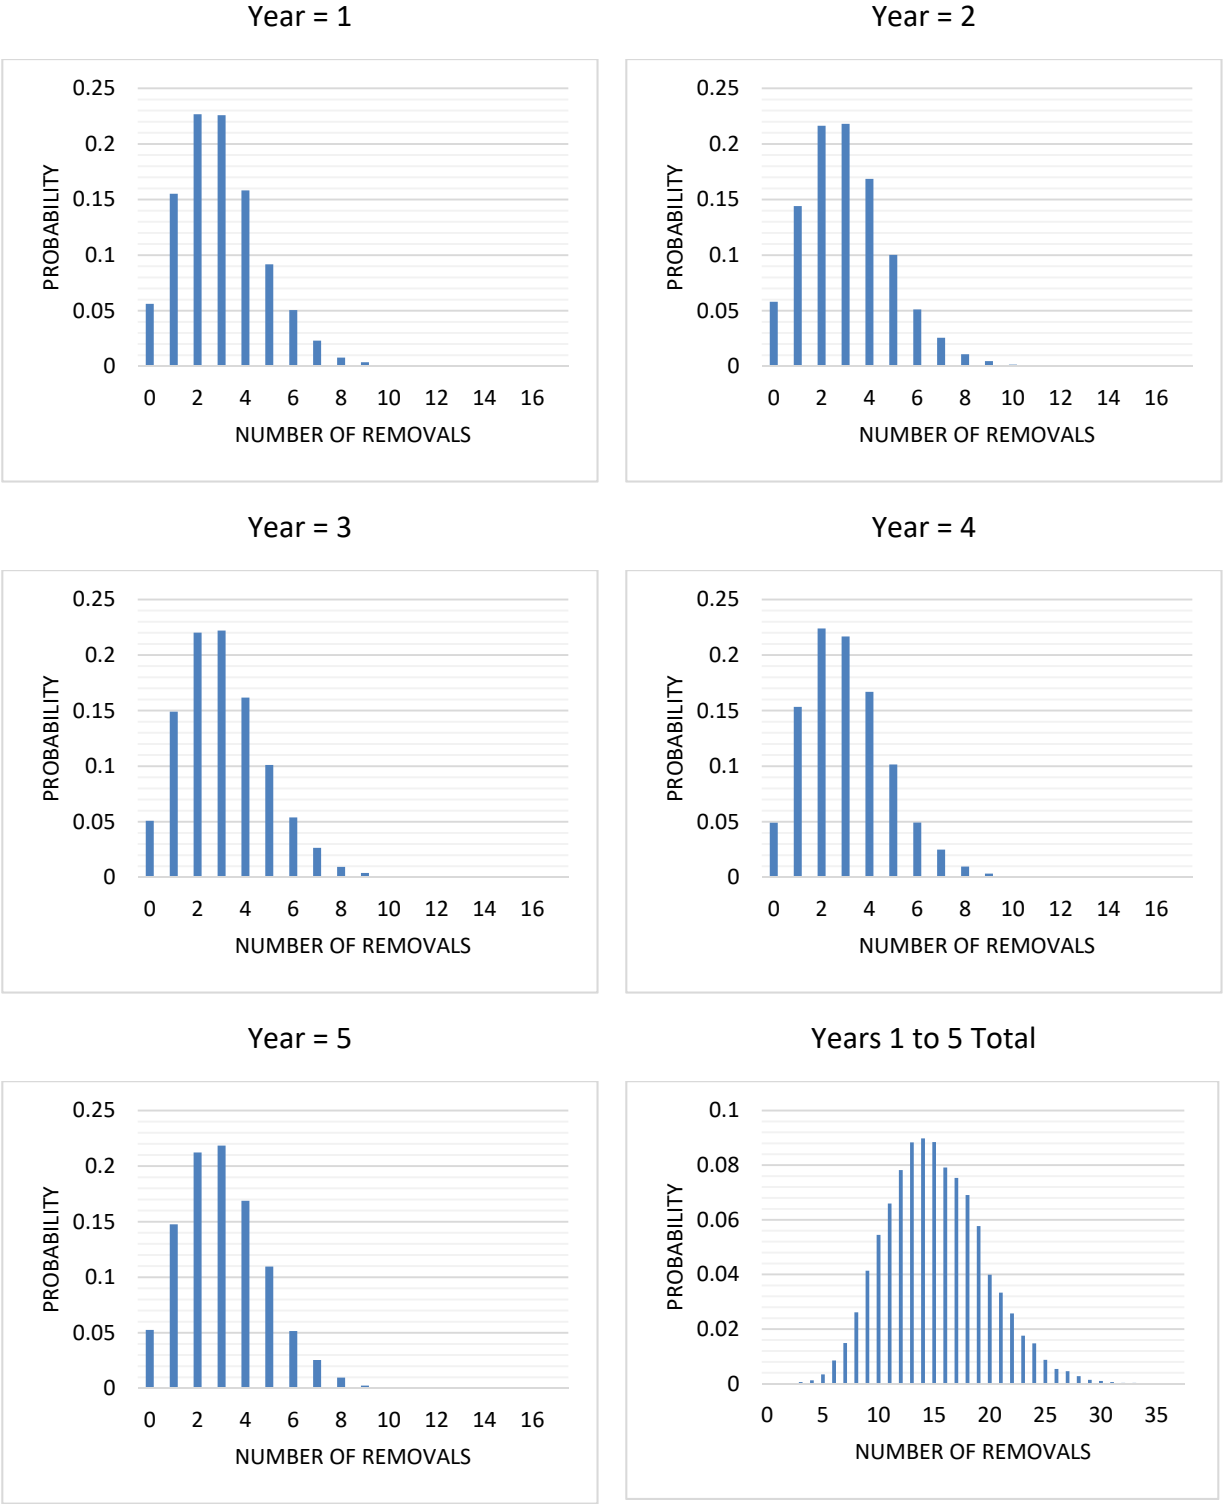 Year = 1
0.25
0.2
0.15
0.1
0.05
0
PROBABILITY
0 2 4 6 8 10 12 14 16
NUMBER OF REMOVALS
Year = 2
0.25
0.2
0.15
0.1
0.05
0
PROBABILITY
0 2 4 6 8 10 12 14 16
NUMBER OF REMOVALS
Year = 3
0.25
0.2
0.15
0.1
0.05
0
PROBABILITY
0 2 4 6 8 10 12 14 16
NUMBER OF REMOVALS
Year = 4
0.25
0.2
0.15
0.1
0.05
0
PROBABILITY
0 2 4 6 8 10 12 14 16
NUMBER OF REMOVALS
Year = 5
0.25
0.2
0.15
0.1
0.05
0
PROBABILITY
0 2 4 6 8 10 12 14 16
NUMBER OF REMOVALS
Years 1 to 5 Total
0.1
0.08
0.06
0.04
0.02
0
PROBABILITY
0 5 10 15 20 25 30 35
NUMBER OF REMOVALS